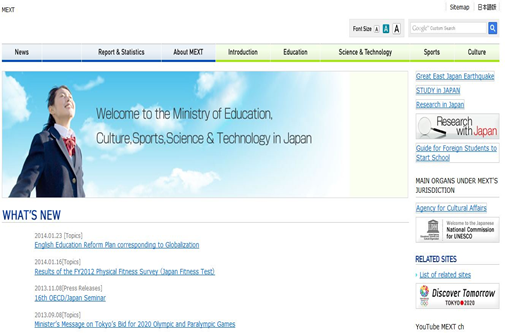 MEXT
Sitemap
日本語版
Font Size A A A
Google™ Custom Search
News
Report & Statistics
About MEXT
Introduction
Education
Science & Technology
Sports
Culture
Welcome to the Ministry of Education,
Culture,Sports,Science & Technology in Japan
Great East Japan Earthquake
STUDY in JAPAN
Research in Japan
Research
with Japan
Guide for Foreign Students to
Start School
MAIN ORGANS UNDER MEXT'S
JURISDICTION
Agency for Cultural Affairs
Welcome to the Japanese
National Commission
for UNESCO
RELATED SITES
List of related sites
Discover Tomorrow
TOKYO 2020
YouTube MEXT ch
WHAT'S NEW
2014.01.23 [Topics]
English Education Reform Plan corresponding to Globalization
2014.01.16[Topics]
Results of the FY2012 Physical Fitness Survey (Japan Fitness Test)
2013.11.08[Press Releases]
16th OECD/Japan Seminar
2013.09.08[Topics]
Minister's Message on Tokyo's Bid for 2020 Olympic and Paralympic Games